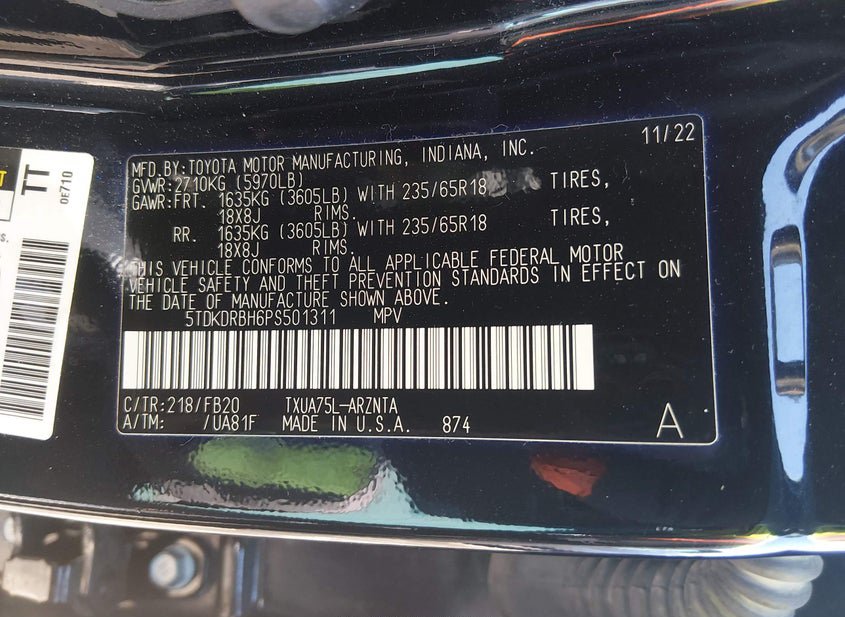 TT
0E710
T
S.
11/22
MFD.BY:TOYOTA MOTOR MANUFACTURING, INDIANA, INC.
GVWR:2710KG (5970LB)
GAWR:FRT. 1635KG (3605LB) WITH 235/65R18 TIRES,
18X8J RIMS.
RR. 1635KG (3605LB) WITH 235/65R18 TIRES,
18X8J RIMS.
THIS VEHICLE CONFORMS TO ALL APPLICABLE FEDERAL MOTOR
VEHICLE SAFETY AND THEFT PREVENTION STANDARDS IN EFFECT ON
THE DATE OF MANUFACTURE SHOWN ABOVE.
5TDKDRBH6PS501311 MPV
C/TR:218/FB20 TXUA75L-ARZNTA
A/TM: /UA81F MADE IN U.S.A. 874
A